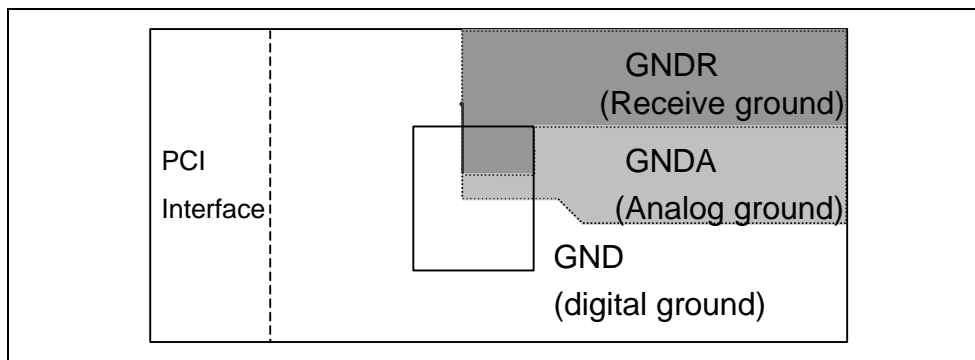 GNDR
(Receive ground)
PCI
Interface
GNDA
(Analog ground)
GND
(digital ground)